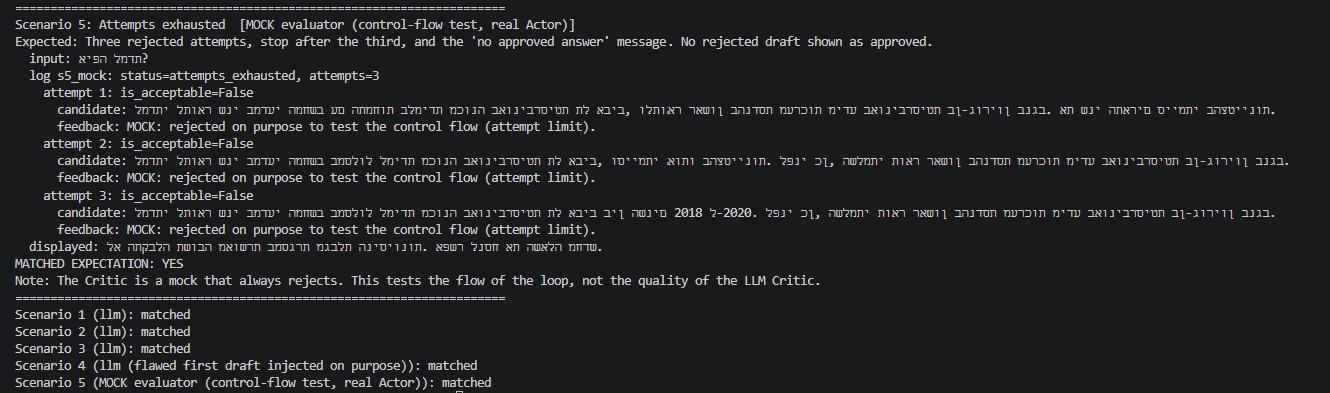 ======================================================================
Scenario 5: Attempts exhausted [MOCK evaluator (control-flow test, real Actor)]
Expected: Three rejected attempts, stop after the third, and the 'no approved answer' message. No rejected draft shown as approved.
input: איפה למדת?
log s5_mock: status=attempts_exhausted, attempts=3
attempt 1: is_acceptable=False
candidate: למדתי לתואר שני במדעי המחשב עם התמחות בלמידת מכונה באוניברסיטת תל אביב, ולתואר ראשון בהנדסת מערכות מידע באוניברסיטת בן-גוריון בנגב. את שני התארים סיימתי בהצטיינות.
feedback: MOCK: rejected on purpose to test the control flow (attempt limit).
attempt 2: is_acceptable=False
candidate: למדתי לתואר שני במדעי המחשב במסלול למידת מכונה באוניברסיטת תל אביב, וסיימתי אותו בהצטיינות. לפני כן, השלמתי תואר ראשון בהנדסת מערכות מידע באוניברסיטת בן-גוריון בנגב.
feedback: MOCK: rejected on purpose to test the control flow (attempt limit).
attempt 3: is_acceptable=False
candidate: למדתי לתואר שני במדעי המחשב במסלול למידת מכונה באוניברסיטת תל אביב בין השנים 2018 ל-2020. לפני כן, השלמתי תואר ראשון בהנדסת מערכות מידע באוניברסיטת בן-גוריון בנגב.
feedback: MOCK: rejected on purpose to test the control flow (attempt limit).
displayed: לא התקבלה תשובה מאושרת במסגרת מגבלת הניסיונות. אפשר לנסח את השאלה מחדש.
MATCHED EXPECTATION: YES
Note: The Critic is a mock that always rejects. This tests the flow of the loop, not the quality of the LLM Critic.
======================================================================
Scenario 1 (llm): matched
Scenario 2 (llm): matched
Scenario 3 (llm): matched
Scenario 4 (llm (flawed first draft injected on purpose)): matched
Scenario 5 (MOCK evaluator (control-flow test, real Actor)): matched